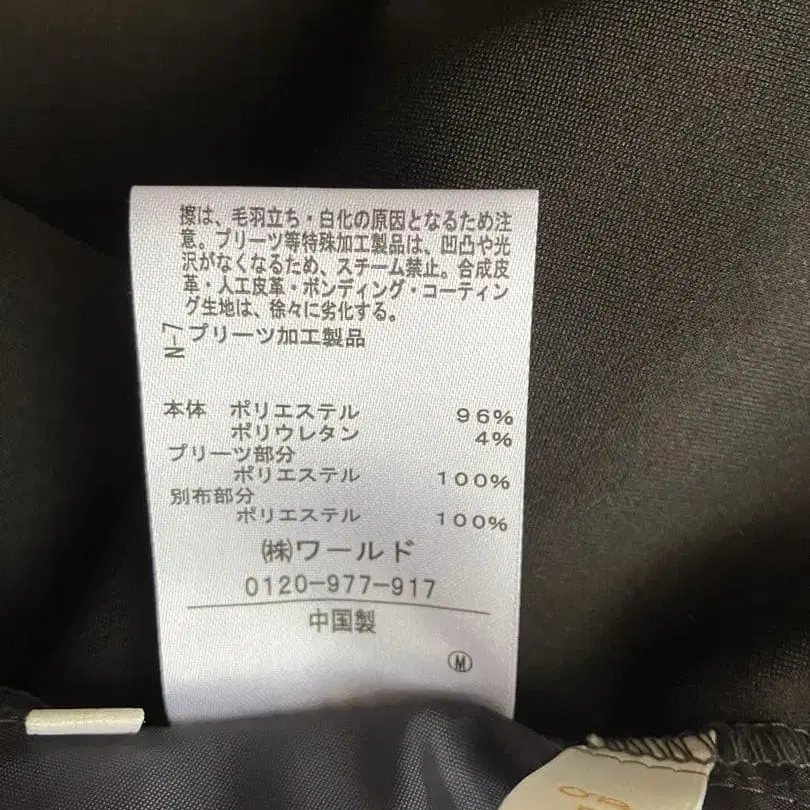 擦は、毛羽立ち・白化の原因となるため注
意。プリーツ等特殊加工製品は、凹凸や光
沢がなくなるため、スチーム禁止。合成皮
革・人工皮革・ボンディング・コーティン
グ生地は、徐々に劣化する。
N-7
プリーツ加工製品
本体 ポリエステル 96%
ポリウレタン 4%
プリーツ部分
ポリエステル 100%
別布部分
ポリエステル 100%
㈱ワールド
0120-977-917
中国製
Ⓜ